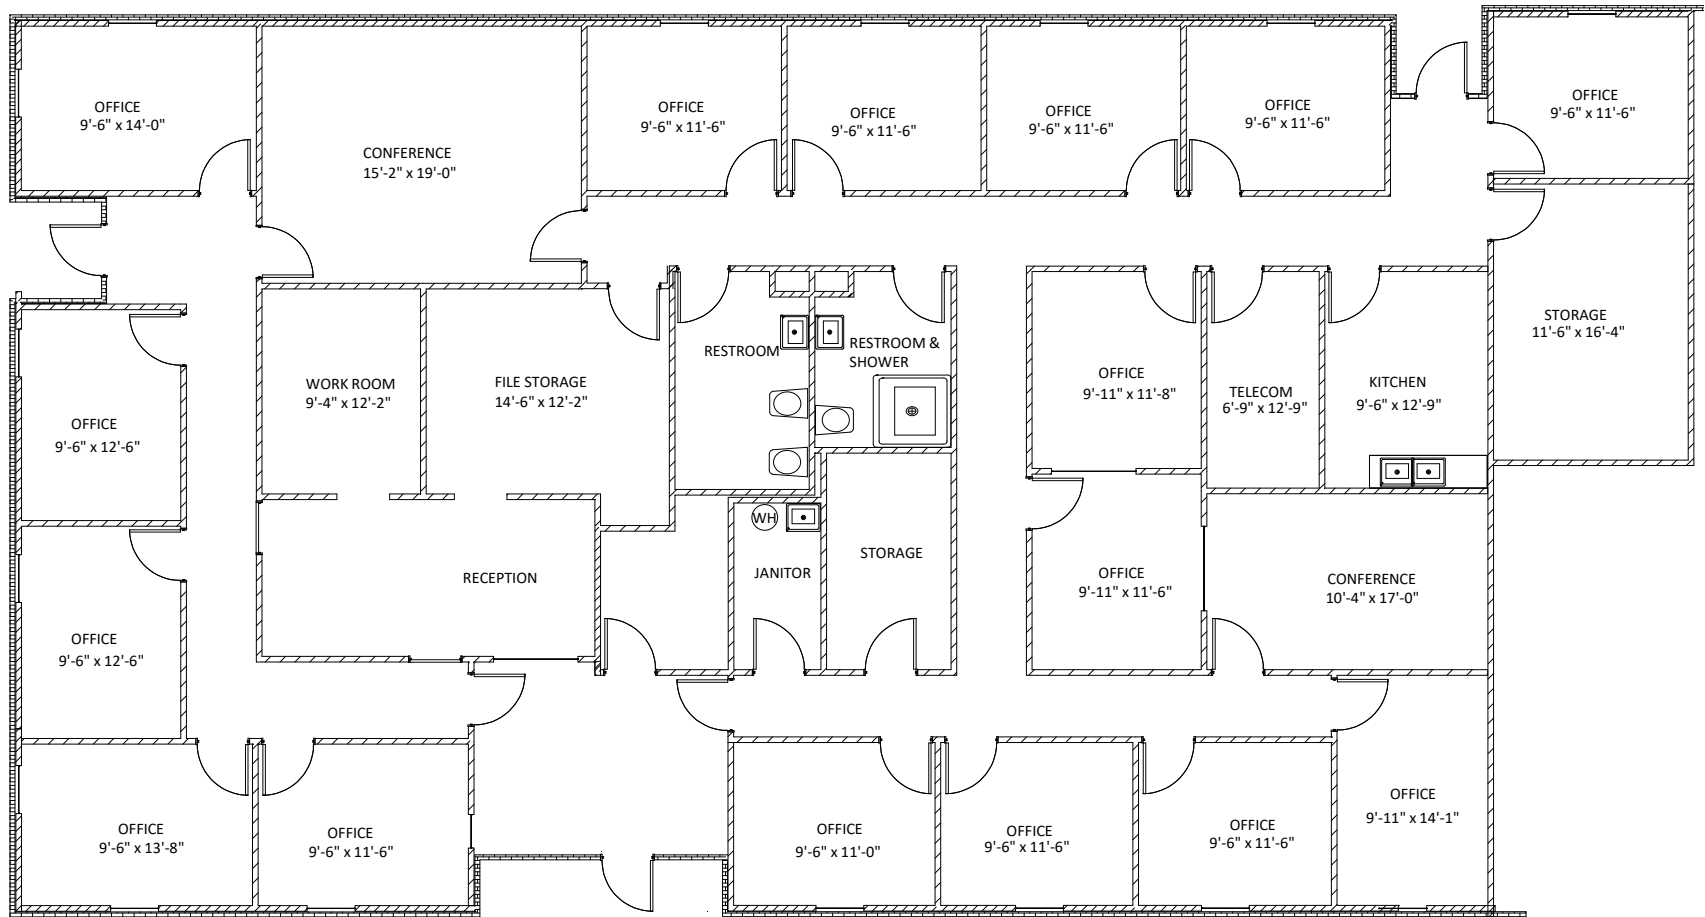 OFFICE
9'-6" x 14'-0"
CONFERENCE
15'-2" x 19'-0"
OFFICE
9'-6" x 11'-6"
OFFICE
9'-6" x 11'-6"
OFFICE
9'-6" x 11'-6"
OFFICE
9'-6" x 11'-6"
OFFICE
9'-6" x 11'-6"
STORAGE
11'-6" x 16'-4"
OFFICE
9'-6" x 12'-6"
WORK ROOM
9'-4" x 12'-2"
FILE STORAGE
14'-6" x 12'-2"
RESTROOM
RESTROOM &
SHOWER
OFFICE
9'-11" x 11'-8"
TELECOM
6'-9" x 12'-9"
KITCHEN
9'-6" x 12'-9"
OFFICE
9'-6" x 12'-6"
RECEPTION
WH
JANITOR
STORAGE
OFFICE
9'-11" x 11'-6"
CONFERENCE
10'-4" x 17'-0"
OFFICE
9'-6" x 13'-8"
OFFICE
9'-6" x 11'-6"
OFFICE
9'-6" x 11'-0"
OFFICE
9'-6" x 11'-6"
OFFICE
9'-6" x 11'-6"
OFFICE
9'-11" x 14'-1"